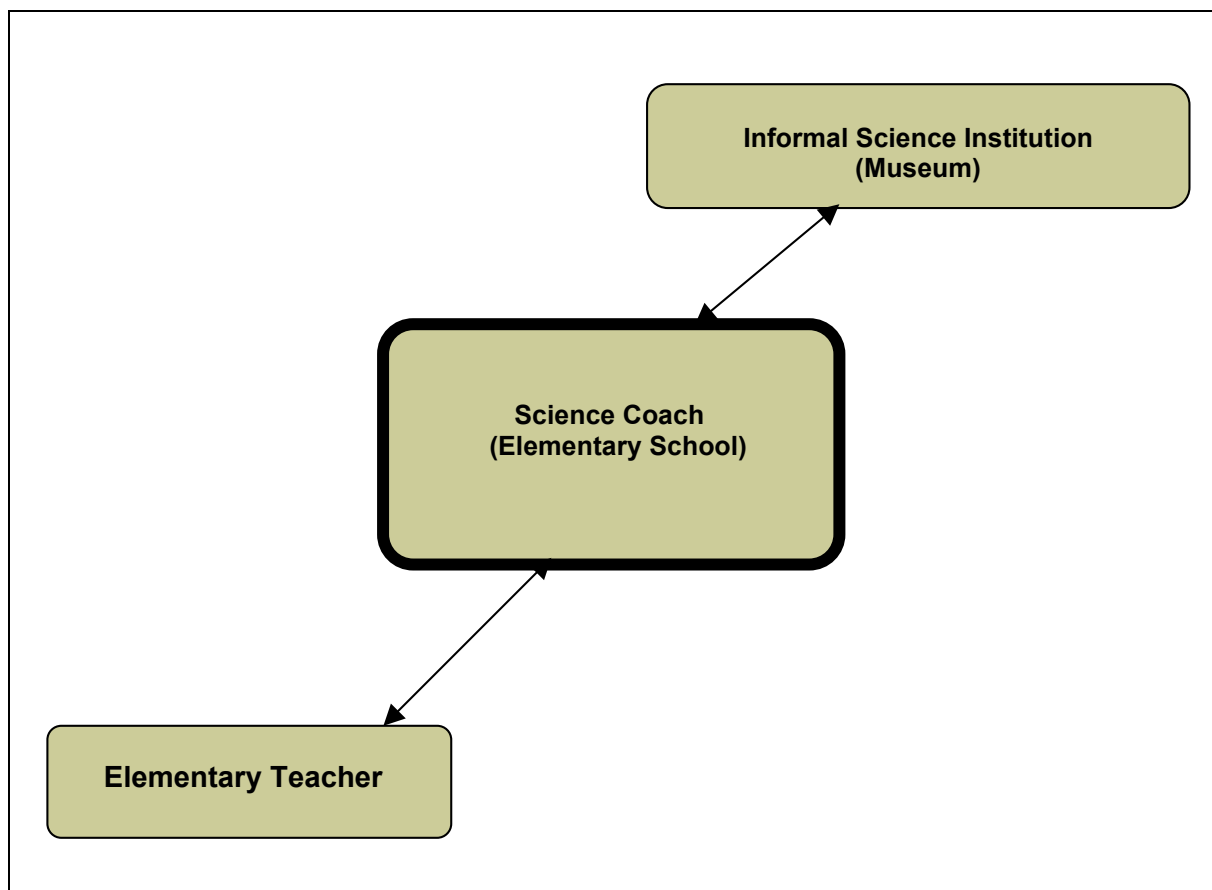 Informal Science Institution
(Museum)
Science Coach
(Elementary School)
Elementary Teacher